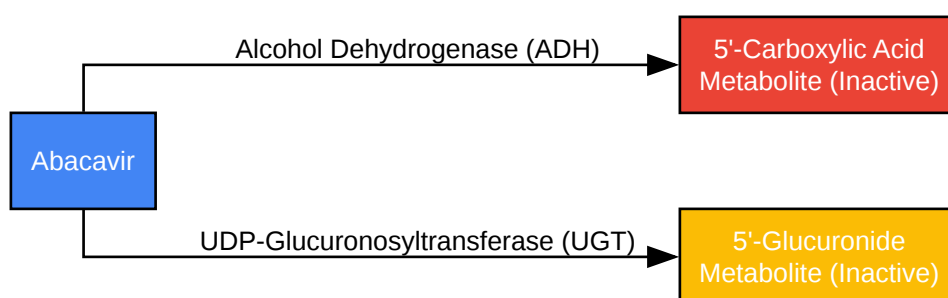 Alcohol Dehydrogenase (ADH)
5'-Carboxylic Acid
Metabolite (Inactive)
Abacavir
UDP-Glucuronosyltransferase (UGT)
5'-Glucuronide
Metabolite (Inactive)